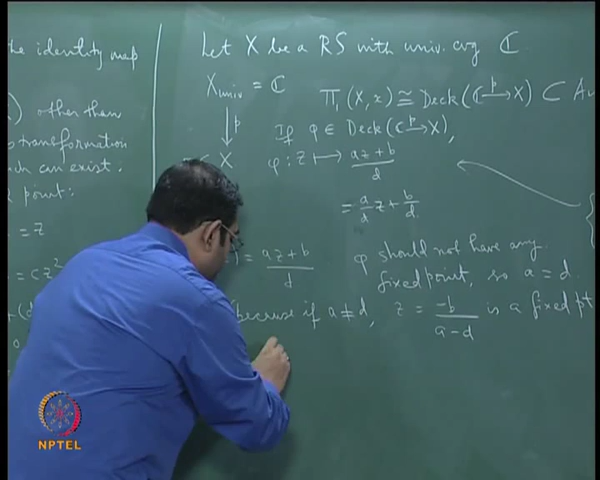 he identity map
other than
transformation
ch can exist.
point:
= z
= cz²
Let X be a RS with univ. cvg ℂ
X_univ = ℂ
↓p
X
Π₁(X,x) ≅ Deck(ℂ →p X) ⊂ Au
If φ ∈ Deck(ℂ →p X),
φ : z ↦ (az+b)/d
= (a/d) z + b/d
= (az+b)/d
φ should not have any
fixed point, so a = d.
(because if a ≠ d, z = -b/(a-d) is a fixed pt
NPTEL